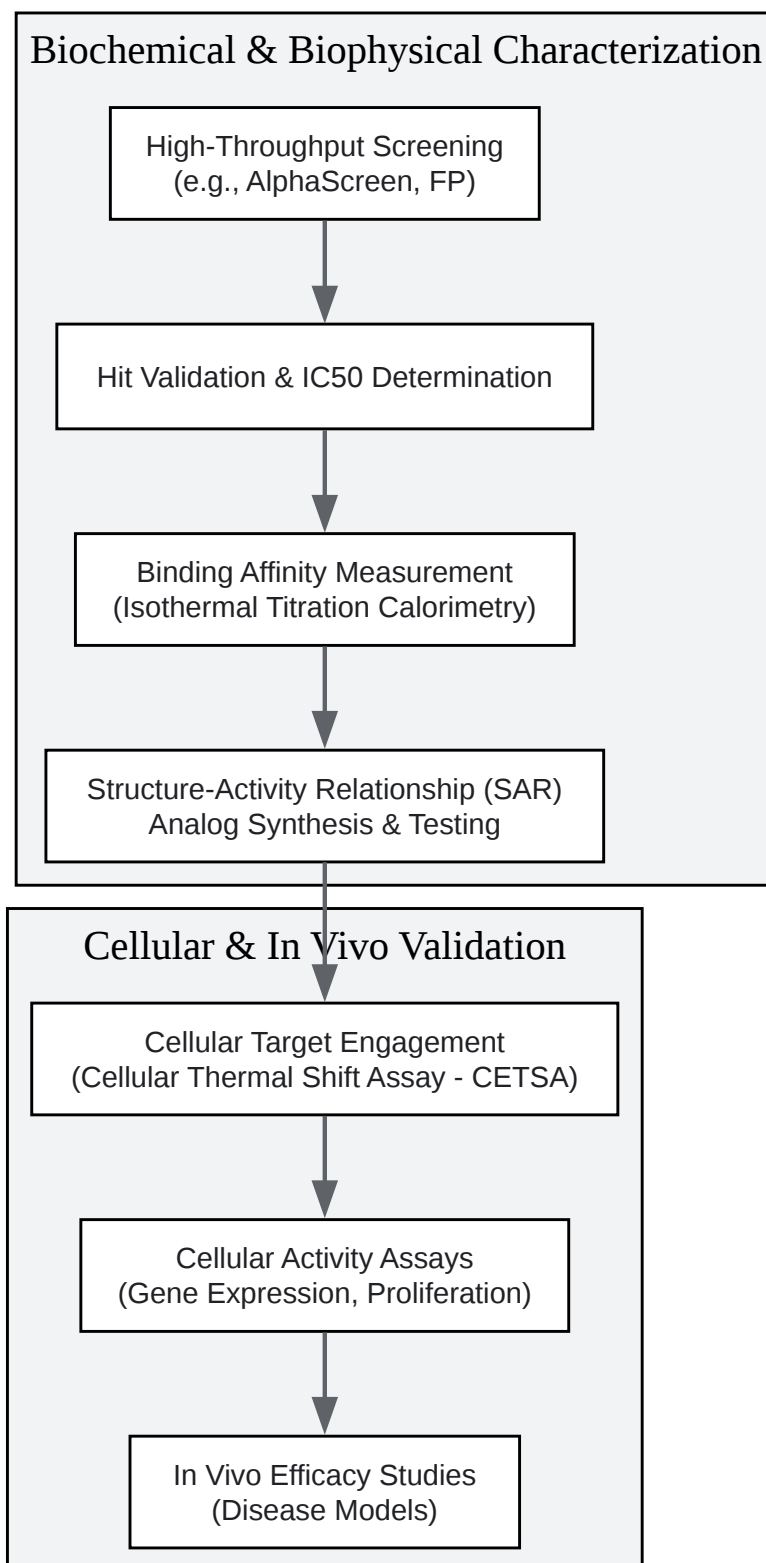 Biochemical & Biophysical Characterization
High-Throughput Screening
(e.g., AlphaScreen, FP)
Hit Validation & IC50 Determination
Binding Affinity Measurement
(Isothermal Titration Calorimetry)
Structure-Activity Relationship (SAR)
Analog Synthesis & Testing
Cellular & In Vivo Validation
Cellular Target Engagement
(Cellular Thermal Shift Assay - CETSA)
Cellular Activity Assays
(Gene Expression, Proliferation)
In Vivo Efficacy Studies
(Disease Models)